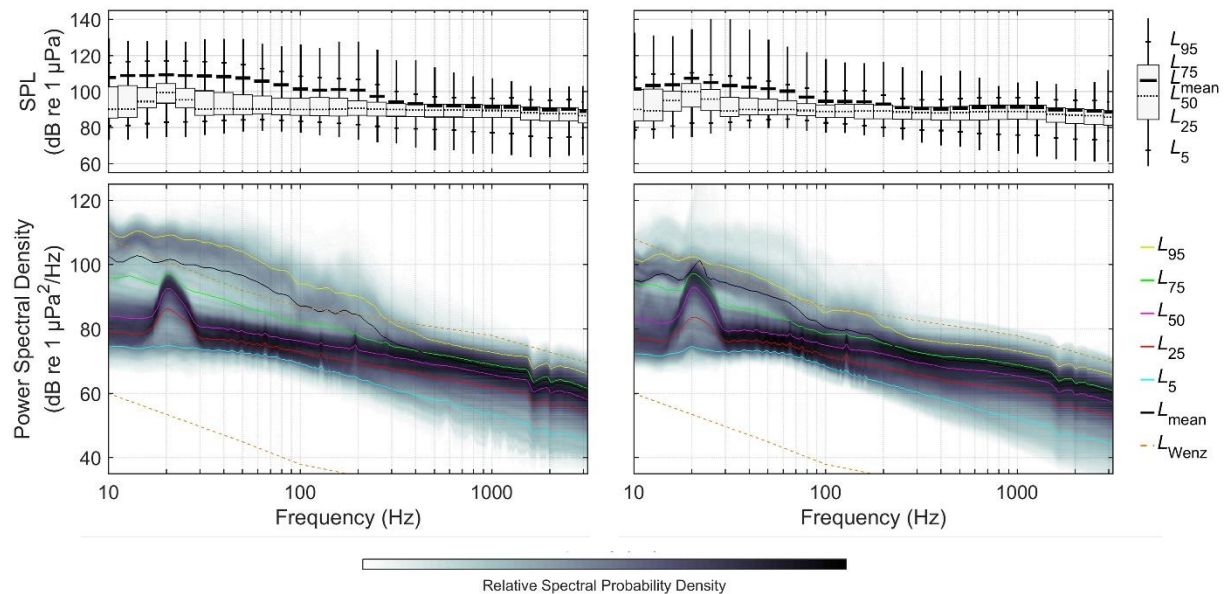 SPL
(dB re 1 µPa)
140
120
100
80
60
L95
L75
Lmean
L50
L25
L5
Power Spectral Density
(dB re 1 µPa²/Hz)
120
100
80
60
40
10
100
1000
10
100
1000
Frequency (Hz)
Frequency (Hz)
L95
L75
L50
L25
L5
Lmean
LWenz
Relative Spectral Probability Density